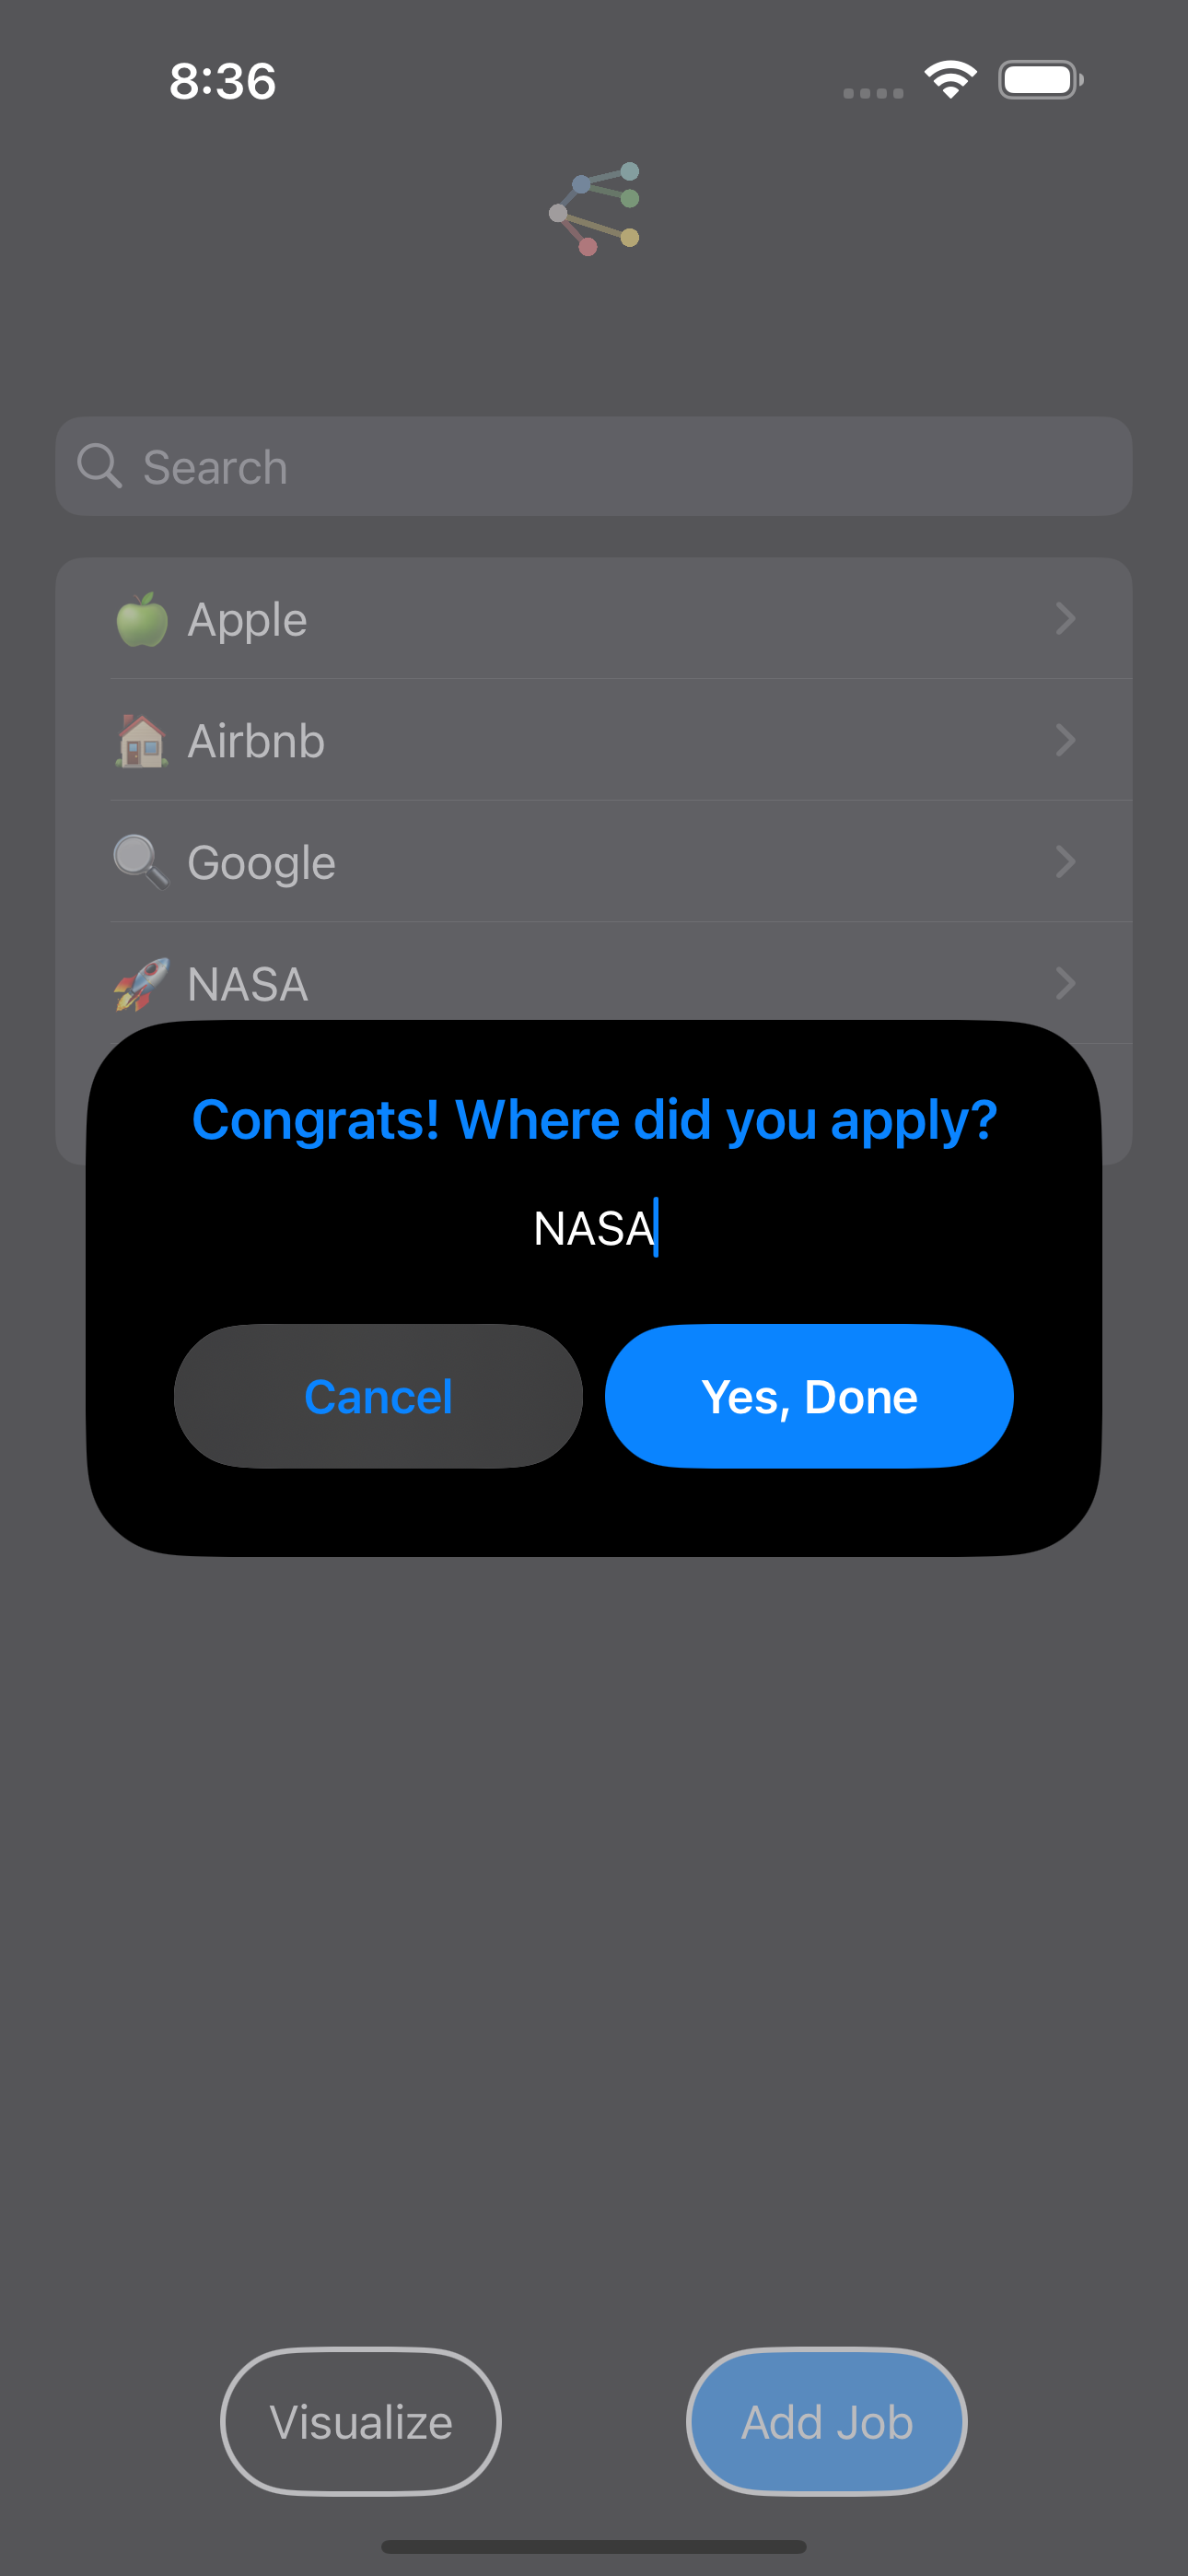 8:36
Search
Apple
Airbnb
Google
NASA
Congrats! Where did you apply?
NASA
Cancel
Yes, Done
Visualize
Add Job